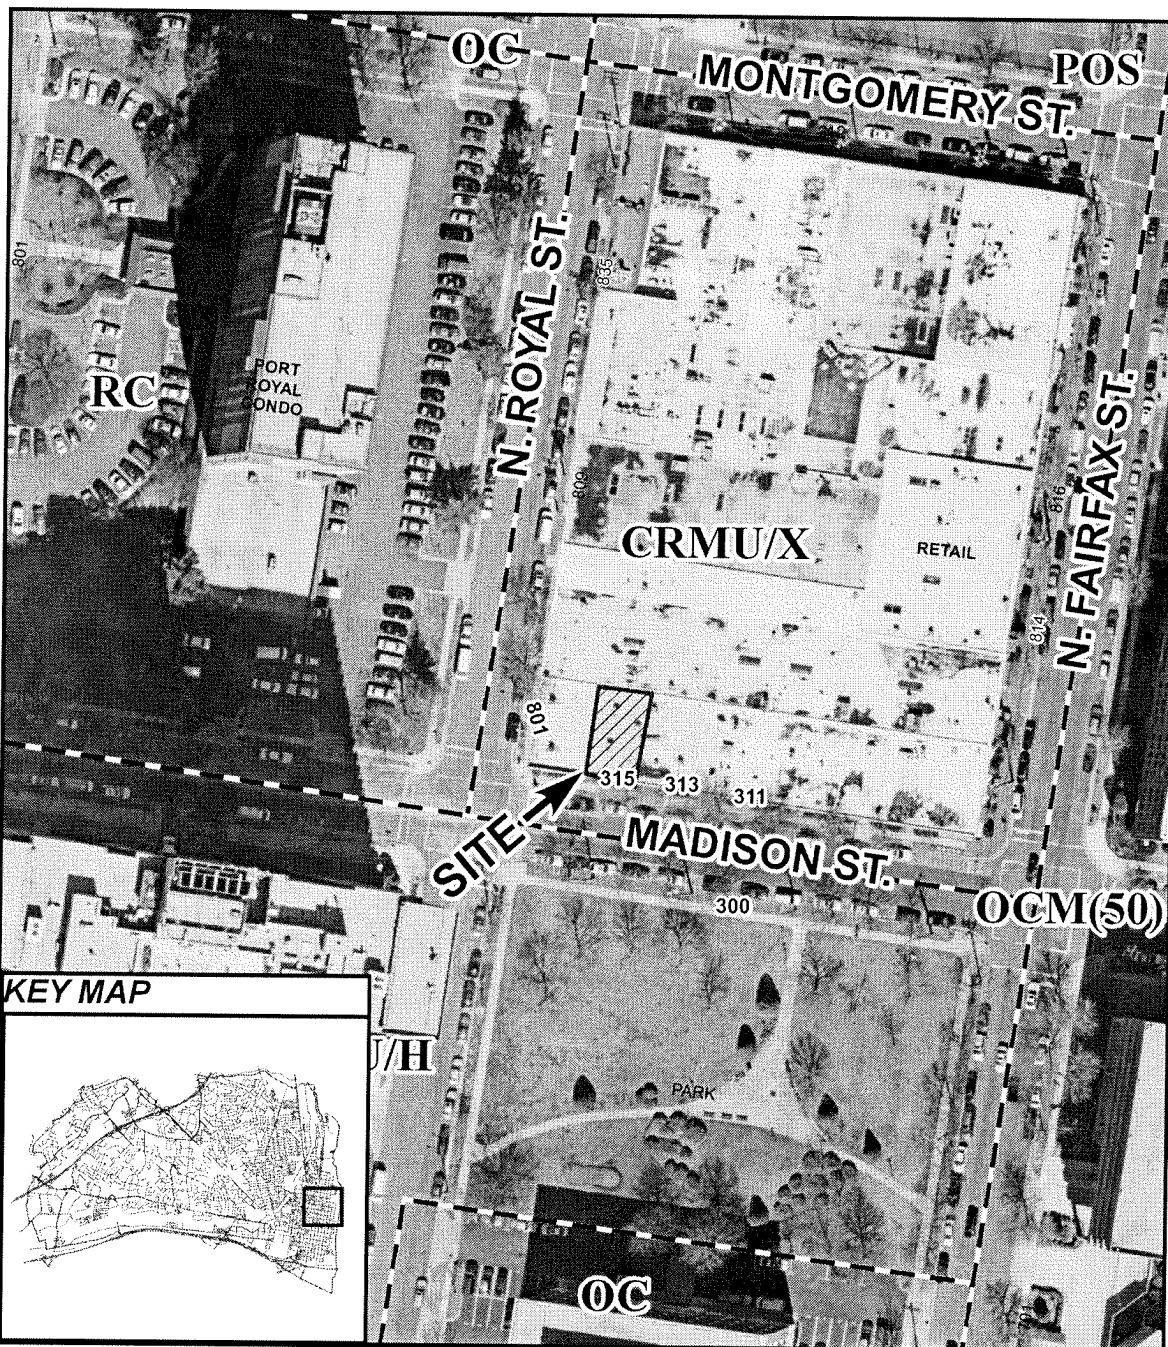 OC
POS
MONTGOMERY ST.
801
835
N. ROYAL ST.
PORT
ROYAL
CONDO
RC
N. FAIRFAX ST.
809
816
CRMU/X
RETAIL
814
801
315
313
311
SITE
MADISON ST.
300
OCM(50)
KEY MAP
U/H
PARK
OC